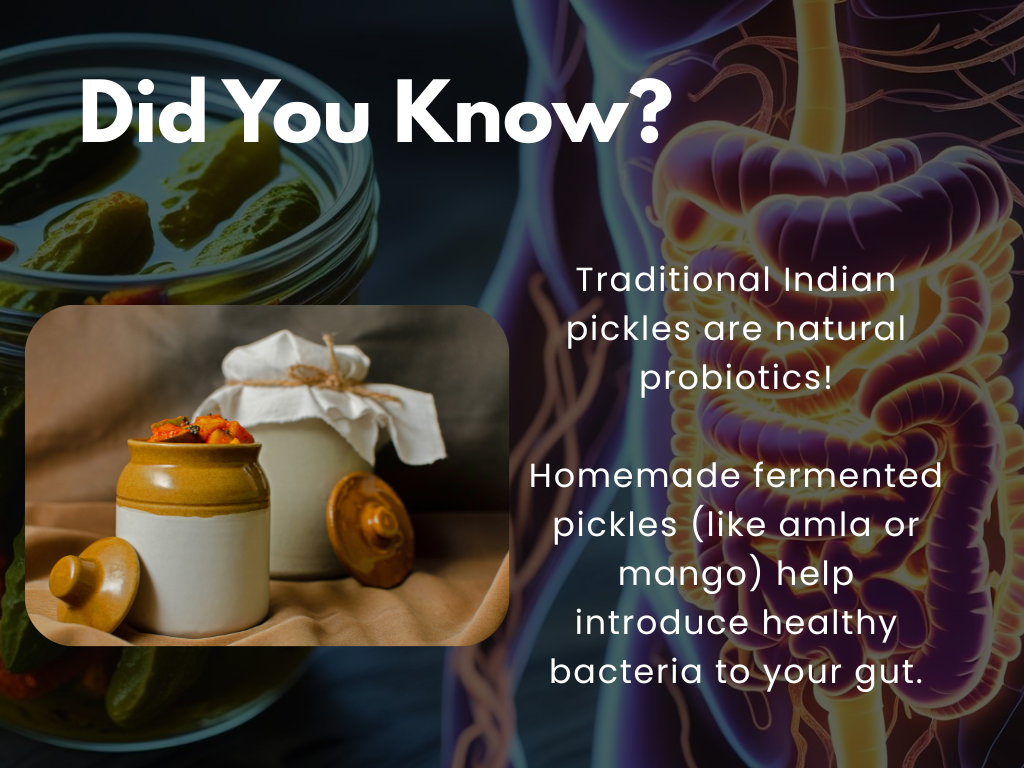 Did You Know?
Traditional Indian
pickles are natural
probiotics!
Homemade fermented
pickles (like amla or
mango) help
introduce healthy
bacteria to your gut.